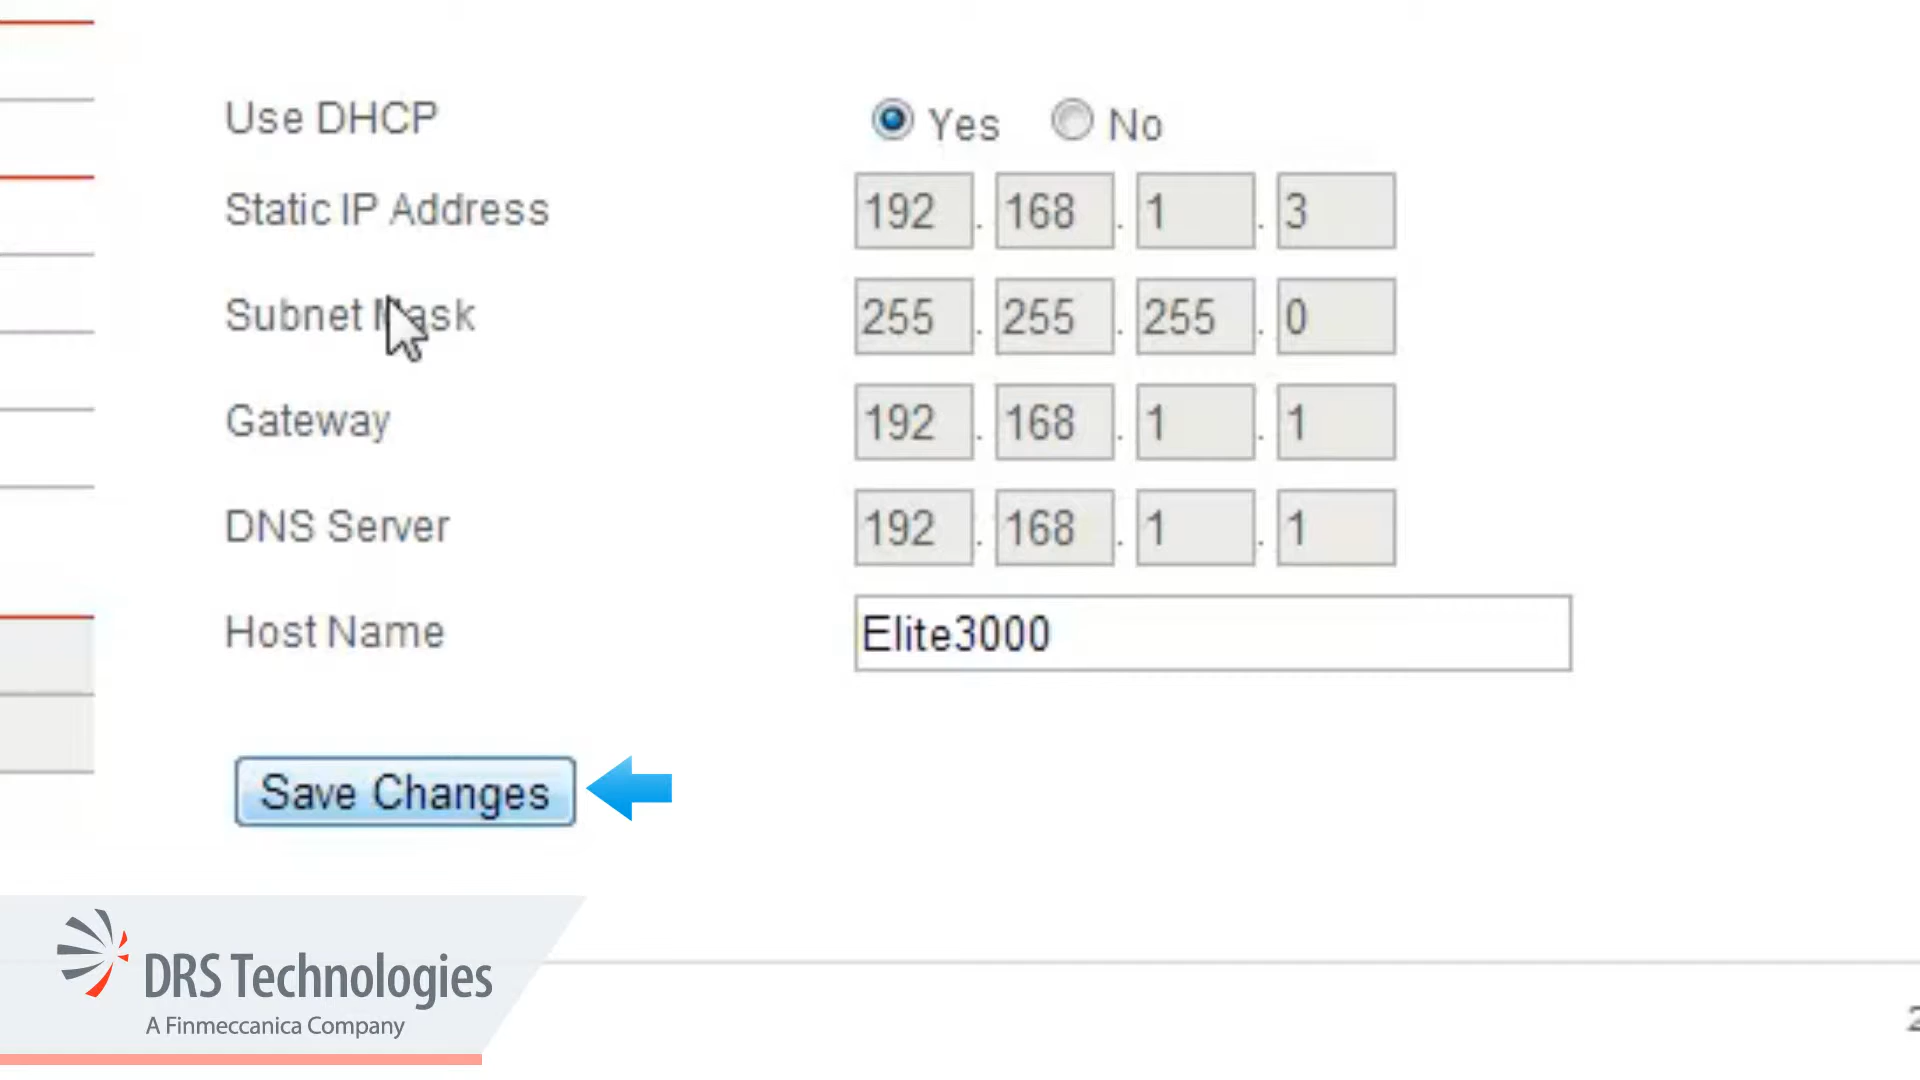 Use DHCP Yes No
Static IP Address 192 . 168 . 1 . 3
Subnet Mask 255 . 255 . 255 . 0
Gateway 192 . 168 . 1 . 1
DNS Server 192 . 168 . 1 . 1
Host Name Elite3000
Save Changes
DRS Technologies
A Finmeccanica Company